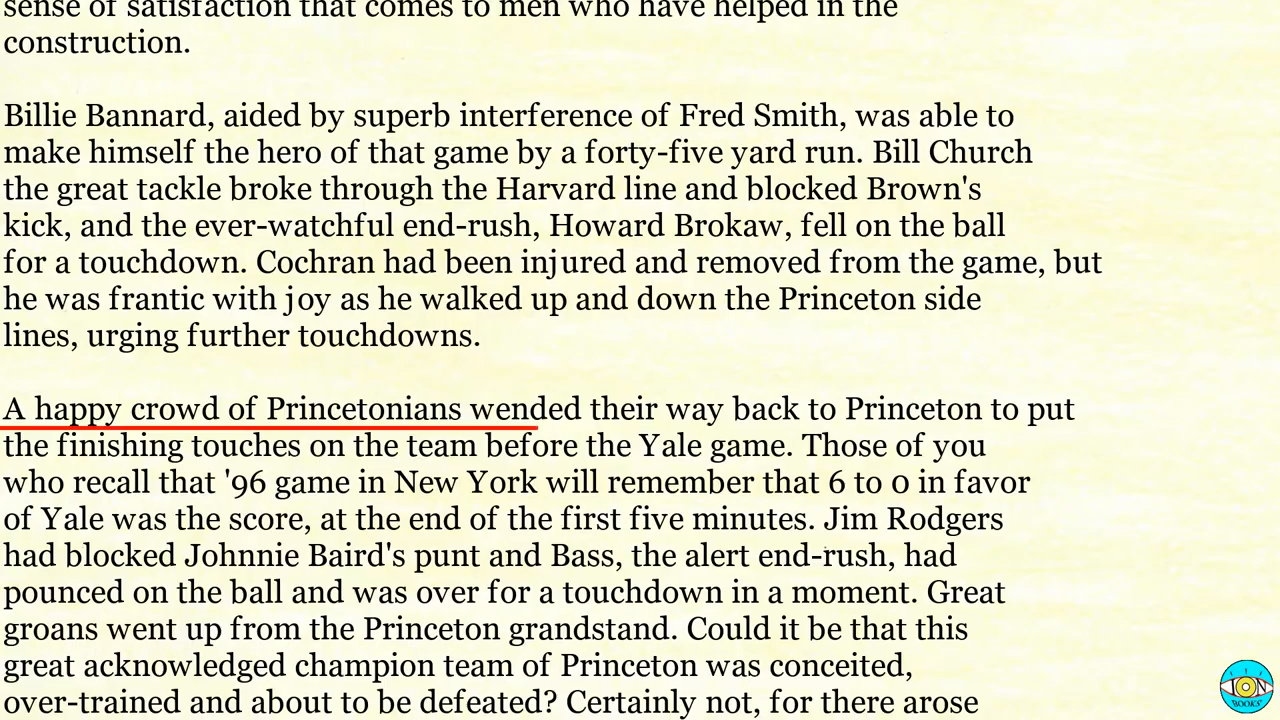 sense of satisfaction that comes to men who have helped in the
construction.
Billie Bannard, aided by superb interference of Fred Smith, was able to
make himself the hero of that game by a forty-five yard run. Bill Church
the great tackle broke through the Harvard line and blocked Brown's
kick, and the ever-watchful end-rush, Howard Brokaw, fell on the ball
for a touchdown. Cochran had been injured and removed from the game, but
he was frantic with joy as he walked up and down the Princeton side
lines, urging further touchdowns.
A happy crowd of Princetonians wended their way back to Princeton to put
the finishing touches on the team before the Yale game. Those of you
who recall that '96 game in New York will remember that 6 to 0 in favor
of Yale was the score, at the end of the first five minutes. Jim Rodgers
had blocked Johnnie Baird's punt and Bass, the alert end-rush, had
pounced on the ball and was over for a touchdown in a moment. Great
groans went up from the Princeton grandstand. Could it be that this
great acknowledged champion team of Princeton was conceited,
over-trained and about to be defeated? Certainly not, for there arose
ION
BOOKS